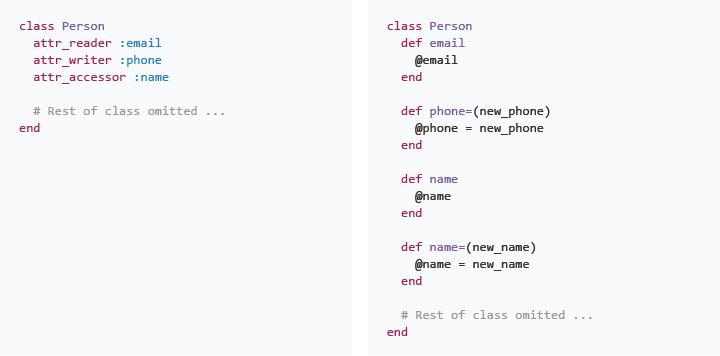 class Person
  attr_reader :email
  attr_writer :phone
  attr_accessor :name

  # Rest of class omitted ...
end

class Person
  def email
    @email
  end

  def phone=(new_phone)
    @phone = new_phone
  end

  def name
    @name
  end

  def name=(new_name)
    @name = new_name
  end

  # Rest of class omitted ...
end